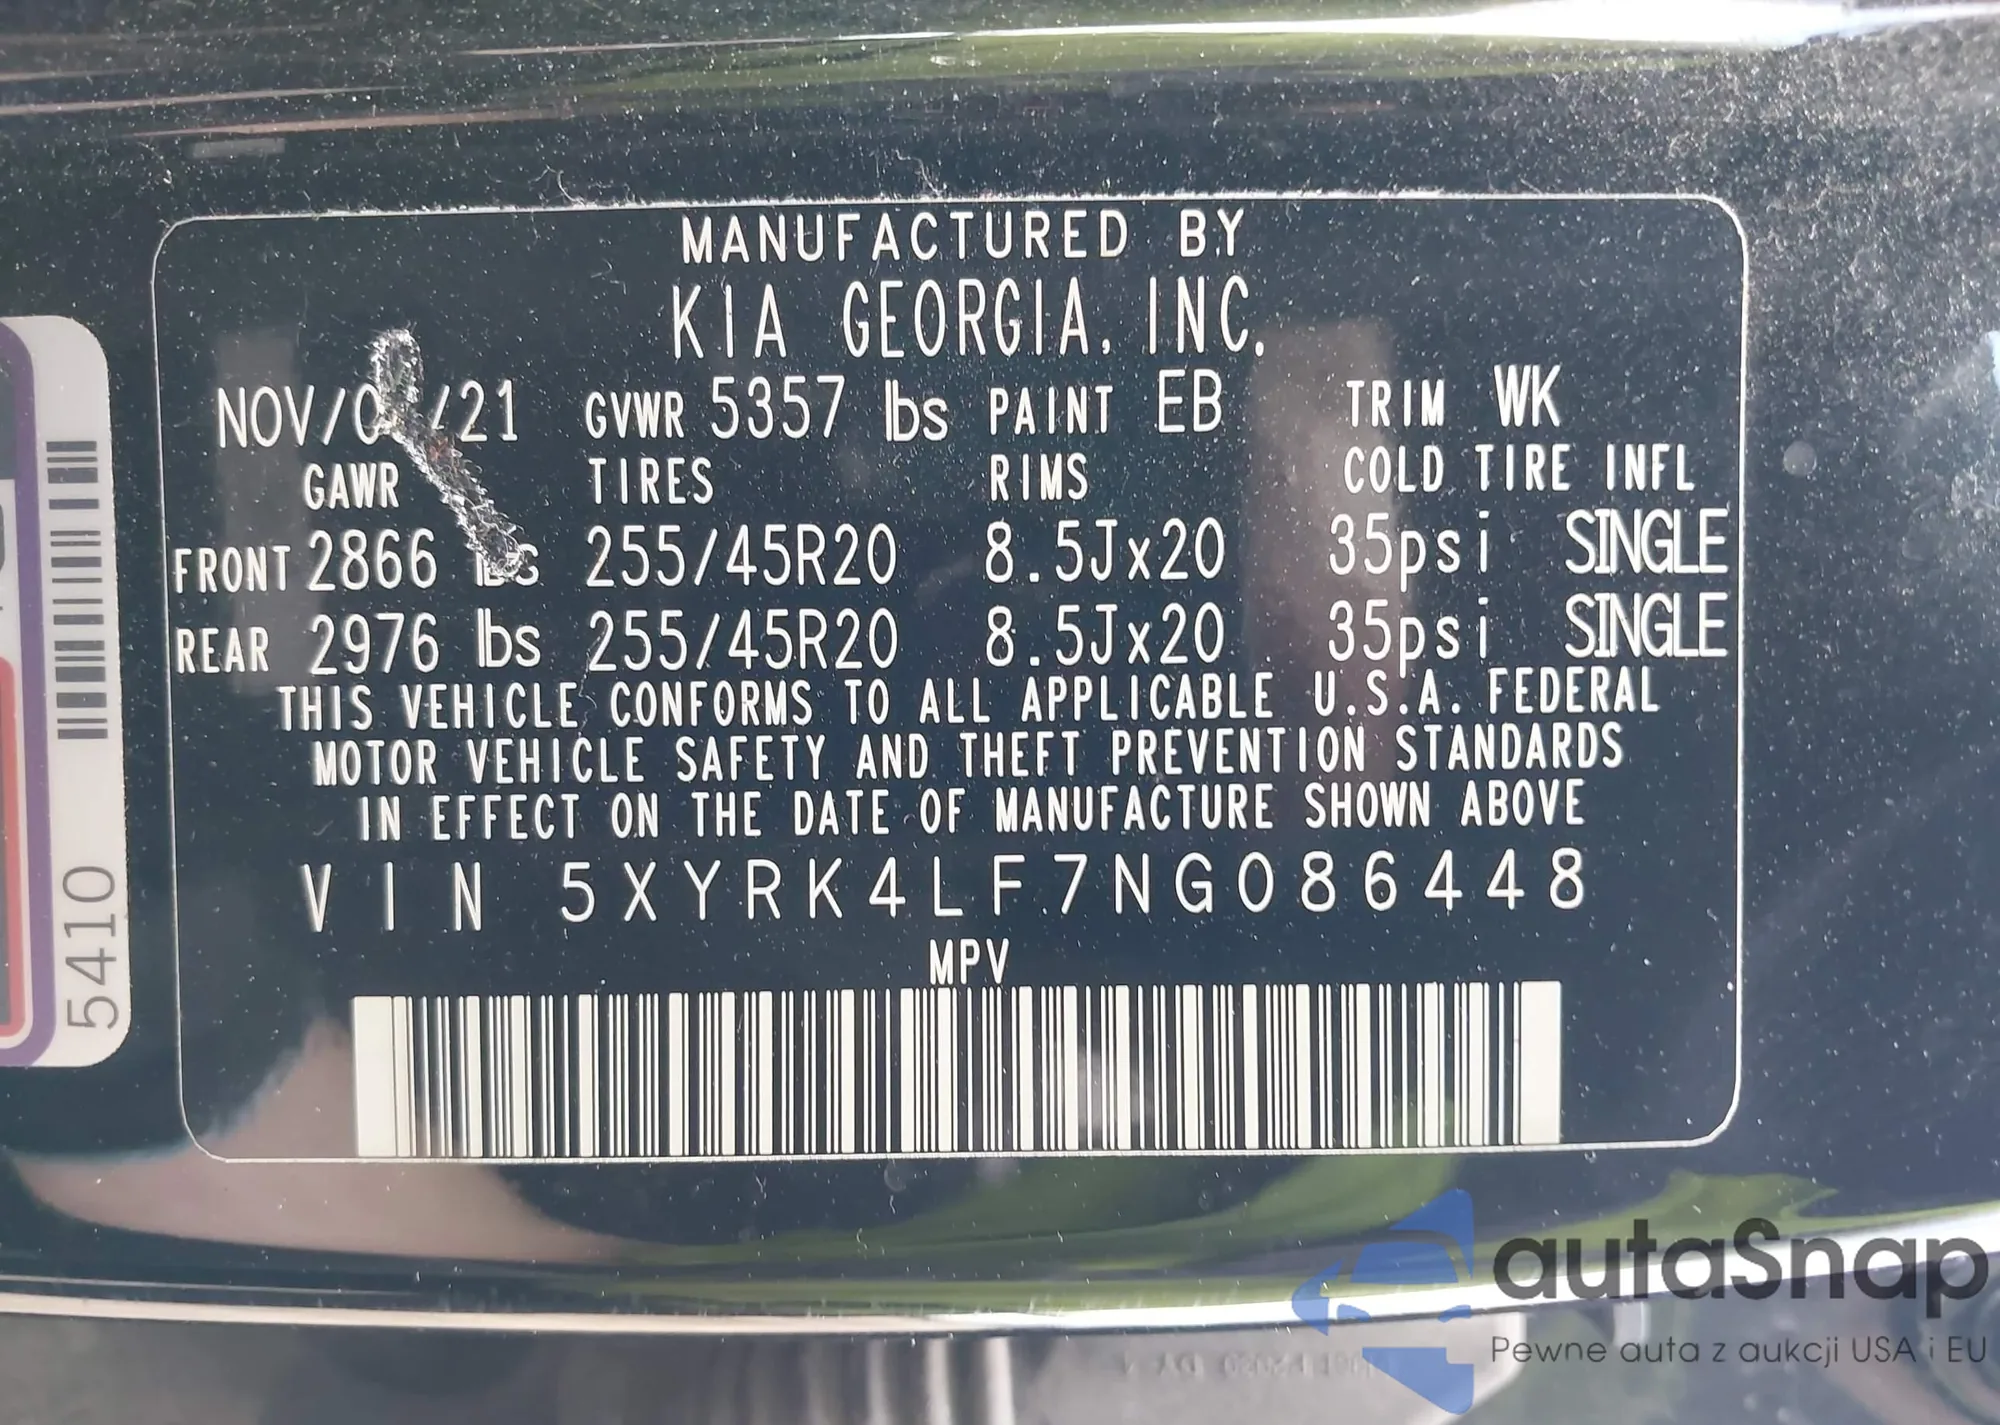 MANUFACTURED BY
KIA GEORGIA, INC.
NOV/ /21 GVWR 5357 lbs PAINT EB TRIM WK
GAWR TIRES RIMS COLD TIRE INFL
FRONT 2866 lbs 255/45R20 8.5Jx20 35psi SINGLE
REAR 2976 lbs 255/45R20 8.5Jx20 35psi SINGLE
THIS VEHICLE CONFORMS TO ALL APPLICABLE U.S.A. FEDERAL
MOTOR VEHICLE SAFETY AND THEFT PREVENTION STANDARDS
IN EFFECT ON THE DATE OF MANUFACTURE SHOWN ABOVE
VIN 5XYRK4LF7NG086448
MPV
5410
autaSnap
Pewne auta z aukcji USA i EU